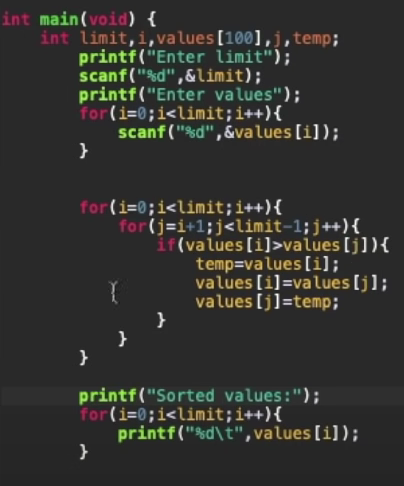 int main(void) {
int limit,i,values[100],j,temp;
printf("Enter limit");
scanf("%d",&limit);
printf("Enter values");
for(i=0;i<limit;i++){
scanf("%d",&values[i]);
}
for(i=0;i<limit;i++){
for(j=i+1;j<limit-1;j++){
if(values[i]>values[j]){
temp=values[i];
values[i]=values[j];
values[j]=temp;
}
}
}
printf("Sorted values:");
for(i=0;i<limit;i++){
printf("%d\t",values[i]);
}